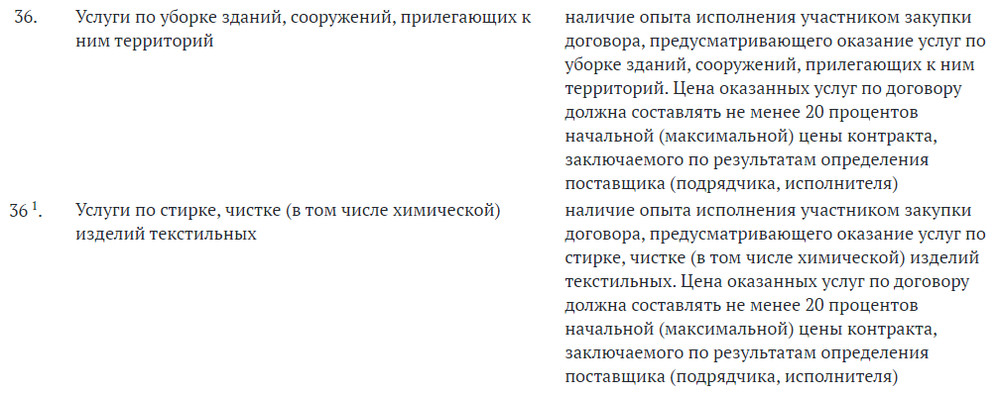 36. Услуги по уборке зданий, сооружений, прилегающих к
ним территорий
наличие опыта исполнения участником закупки
договора, предусматривающего оказание услуг по
уборке зданий, сооружений, прилегающих к ним
территорий. Цена оказанных услуг по договору
должна составлять не менее 20 процентов
начальной (максимальной) цены контракта,
заключаемого по результатам определения
поставщика (подрядчика, исполнителя)
36 1. Услуги по стирке, чистке (в том числе химической)
изделий текстильных
наличие опыта исполнения участником закупки
договора, предусматривающего оказание услуг по
стирке, чистке (в том числе химической) изделий
текстильных. Цена оказанных услуг по договору
должна составлять не менее 20 процентов
начальной (максимальной) цены контракта,
заключаемого по результатам определения
поставщика (подрядчика, исполнителя)